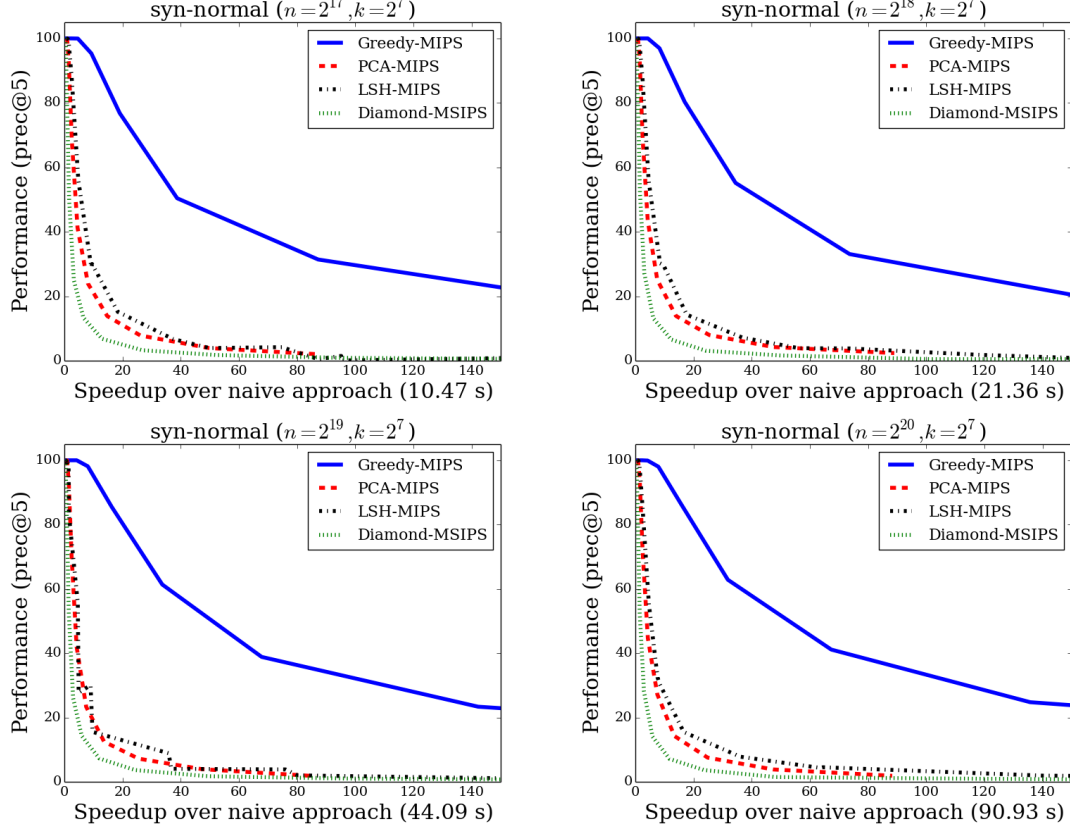 syn-normal (n=2^17, k=2^7)
Performance (prec@5)
100
80
60
40
20
0
Greedy-MIPS
PCA-MIPS
LSH-MIPS
Diamond-MSIPS
0 20 40 60 80 100 120 140
Speedup over naive approach (10.47 s)
syn-normal (n=2^18, k=2^7)
Performance (prec@5)
100
80
60
40
20
0
Greedy-MIPS
PCA-MIPS
LSH-MIPS
Diamond-MSIPS
0 20 40 60 80 100 120 140
Speedup over naive approach (21.36 s)
syn-normal (n=2^19, k=2^7)
Performance (prec@5)
100
80
60
40
20
0
Greedy-MIPS
PCA-MIPS
LSH-MIPS
Diamond-MSIPS
0 20 40 60 80 100 120 140
Speedup over naive approach (44.09 s)
syn-normal (n=2^20, k=2^7)
Performance (prec@5)
100
80
60
40
20
0
Greedy-MIPS
PCA-MIPS
LSH-MIPS
Diamond-MSIPS
0 20 40 60 80 100 120 140
Speedup over naive approach (90.93 s)